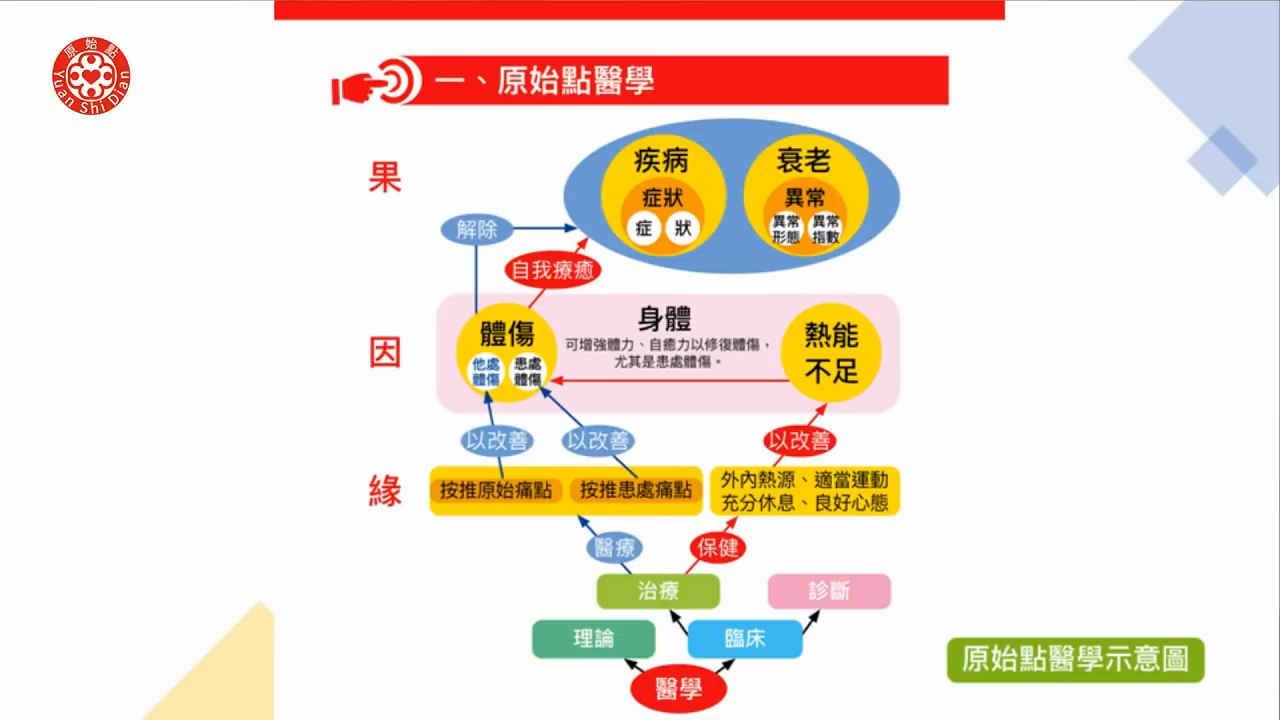 原始點
Yuan Shi Dian
一、原始點醫學
果
疾病
症狀
症
狀
衰老
異常
異常
形態
異常
指數
解除
自我療癒
因
體傷
他處
體傷
患處
體傷
身體
可增強體力、自癒力以修復體傷，
尤其是患處體傷。
熱能
不足
以改善
以改善
以改善
緣
按推原始痛點
按推患處痛點
外內熱源、適當運動
充分休息、良好心態
醫療
保健
治療
診斷
理論
臨床
醫學
原始點醫學示意圖